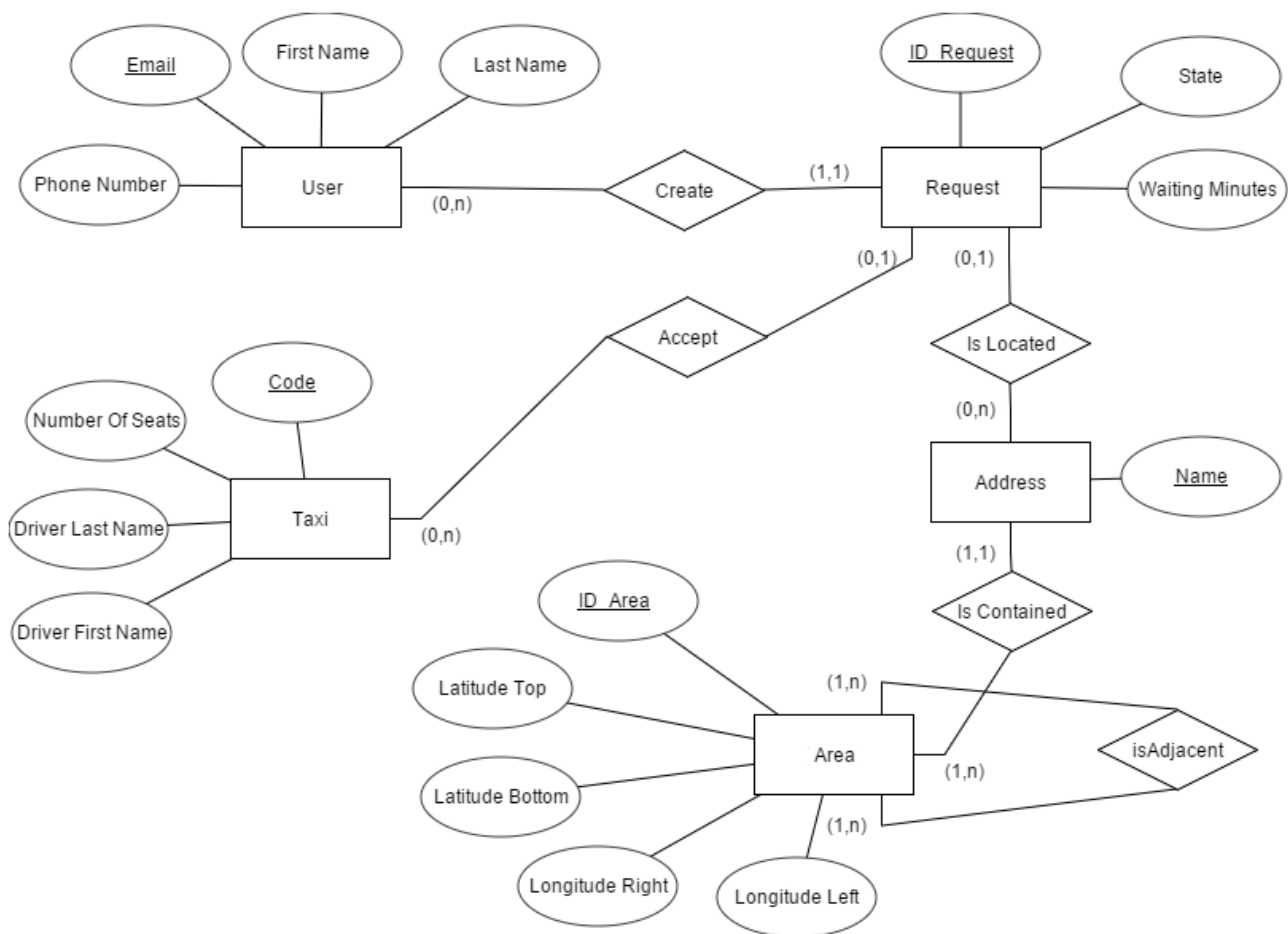 Email
First Name
Last Name
Phone Number
User
(0,n)
Create
(1,1)
ID_Request
State
Request
Waiting Minutes
(0,1)
(0,1)
Accept
Is Located
(0,n)
Code
Number Of Seats
Driver Last Name
Driver First Name
Taxi
(0,n)
Address
Name
(1,1)
Is Contained
ID_Area
Latitude Top
Latitude Bottom
Longitude Right
Longitude Left
Area
(1,n)
(1,n)
(1,n)
isAdjacent